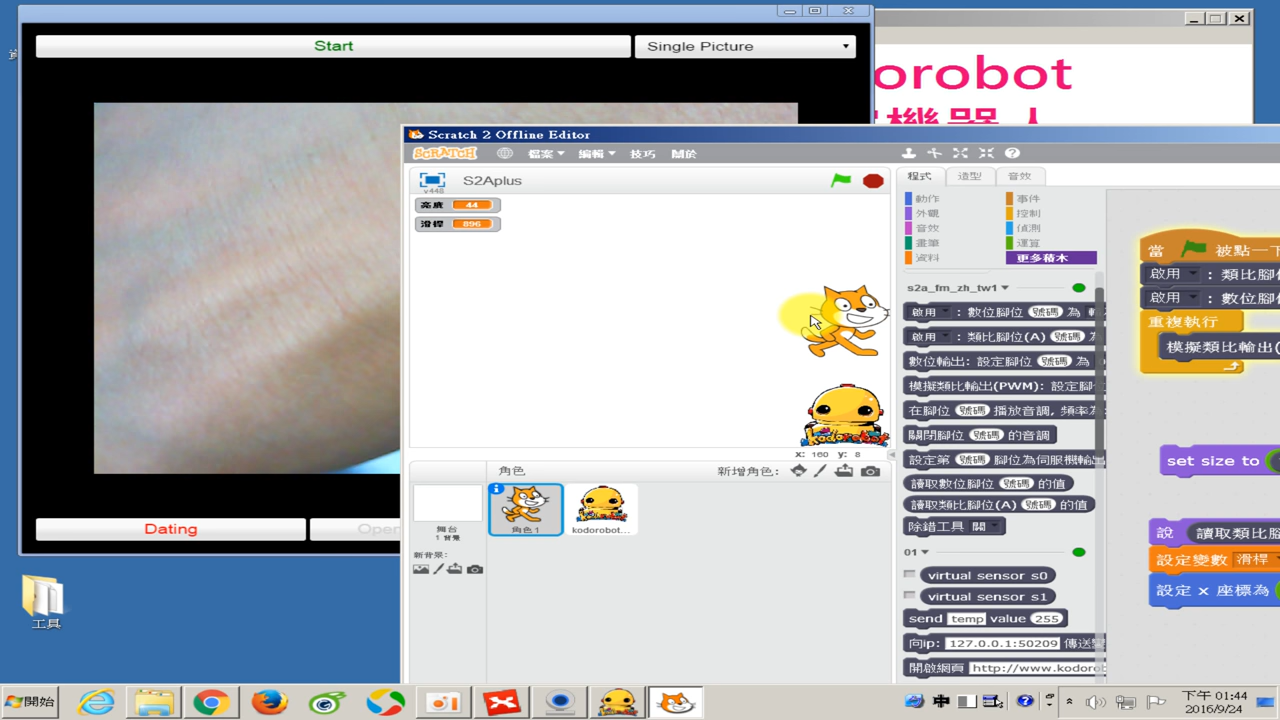 Start
Single Picture
orobot
機器人
Scratch 2 Offline Editor
SCRATCH
檔案
編輯
技巧
關於
v448
S2Aplus
亮度 44
滑桿 896
程式
造型
音效
動作
事件
外觀
控制
音效
偵測
畫筆
運算
資料
更多積木
s2a_fm_zh_tw1
啟用 : 數位腳位 號碼 為
啟用 : 類比腳位(A) 號碼
數位輸出: 設定腳位 號碼 為
模擬類比輸出(PWM): 設定腳
在腳位 號碼 播放音調, 頻率為
關閉腳位 號碼 的音調
設定第 號碼 腳位為伺服機輸出
讀取數位腳位 號碼 的值
讀取類比腳位(A) 號碼 的值
除錯工具 關
01
virtual sensor s0
virtual sensor s1
send temp value 255
向ip: 127.0.0.1:50209 傳送
開啟網頁 http://www.kodorob
當 被點一下
啟用 : 類比腳
啟用 : 數位腳
重複執行
模擬類比輸出(
set size to
說 讀取類比腳
設定變數 滑桿
設定 x 座標為
kodorobot
x: 160 y: 8
角色
新增角色:
舞台
1 背景
新背景:
角色1
kodorobot...
Dating
Open
工具
開始
中
下午 01:44
2016/9/24